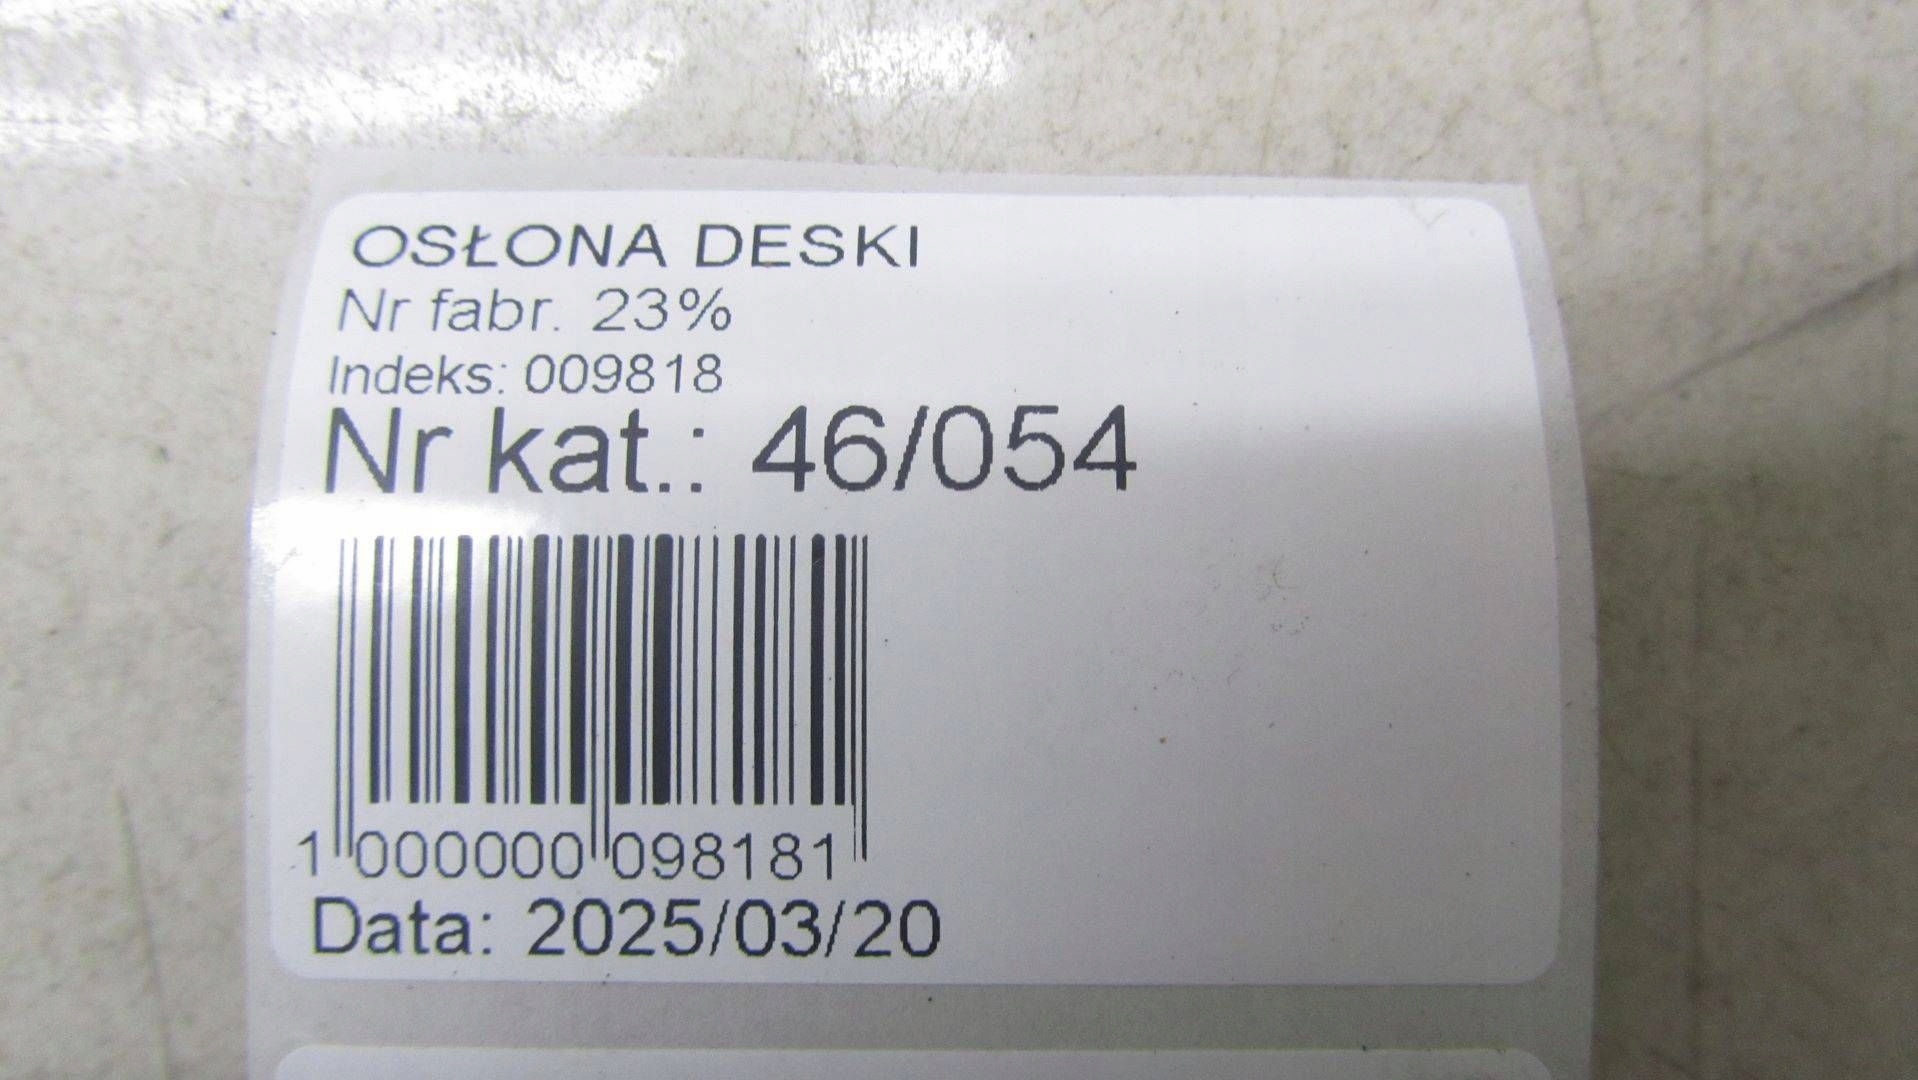 OSŁONA DESKI
Nr fabr. 23%
Indeks: 009818
Nr kat.: 46/054
1 000000 098181
Data: 2025/03/20